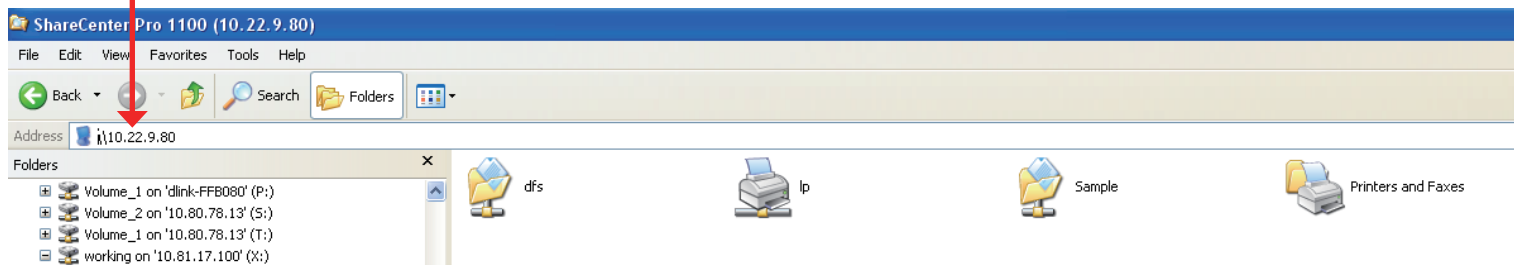 ShareCenter Pro 1100 (10.22.9.80)
File Edit View Favorites Tools Help
Back Search Folders
Address \\10.22.9.80
Folders
Volume_1 on 'dlink-FFB080' (P:)
Volume_2 on '10.80.78.13' (S:)
Volume_1 on '10.80.78.13' (T:)
working on '10.81.17.100' (X:)
dfs
lp
Sample
Printers and Faxes